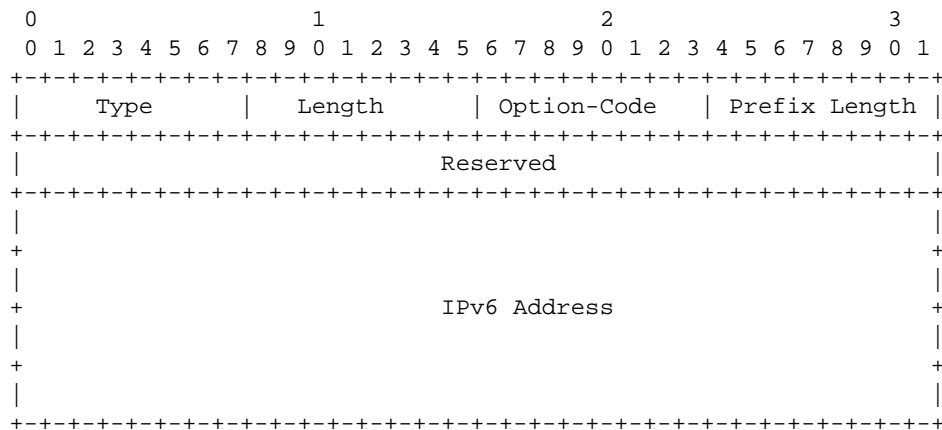 0                   1                   2                   3
0 1 2 3 4 5 6 7 8 9 0 1 2 3 4 5 6 7 8 9 0 1 2 3 4 5 6 7 8 9 0 1
+-+-+-+-+-+-+-+-+-+-+-+-+-+-+-+-+-+-+-+-+-+-+-+-+-+-+-+-+-+-+-+-+
|     Type      |   Length      |  Option-Code  | Prefix Length |
+-+-+-+-+-+-+-+-+-+-+-+-+-+-+-+-+-+-+-+-+-+-+-+-+-+-+-+-+-+-+-+-+
|                             Reserved                          |
+-+-+-+-+-+-+-+-+-+-+-+-+-+-+-+-+-+-+-+-+-+-+-+-+-+-+-+-+-+-+-+-+
|                                                               |
+                                                               +
|                                                               |
+                             IPv6 Address                      +
|                                                               |
+                                                               +
|                                                               |
+-+-+-+-+-+-+-+-+-+-+-+-+-+-+-+-+-+-+-+-+-+-+-+-+-+-+-+-+-+-+-+-+